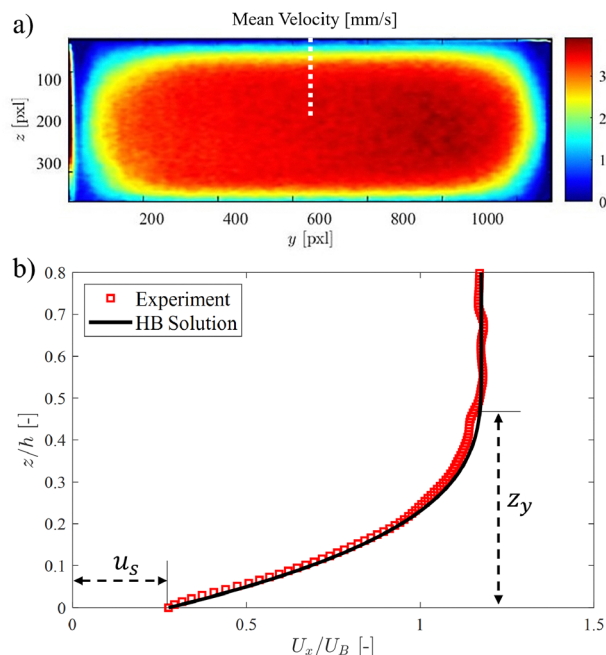 a)
Mean Velocity [mm/s]
z [pxl]
100
200
300
200
400
600
800
1000
y [pxl]
3
2
1
0
b)
z/h [-]
0.8
0.7
0.6
0.5
0.4
0.3
0.2
0.1
0
Experiment
HB Solution
z_y
u_s
0
0.5
1
1.5
U_x/U_B [-]